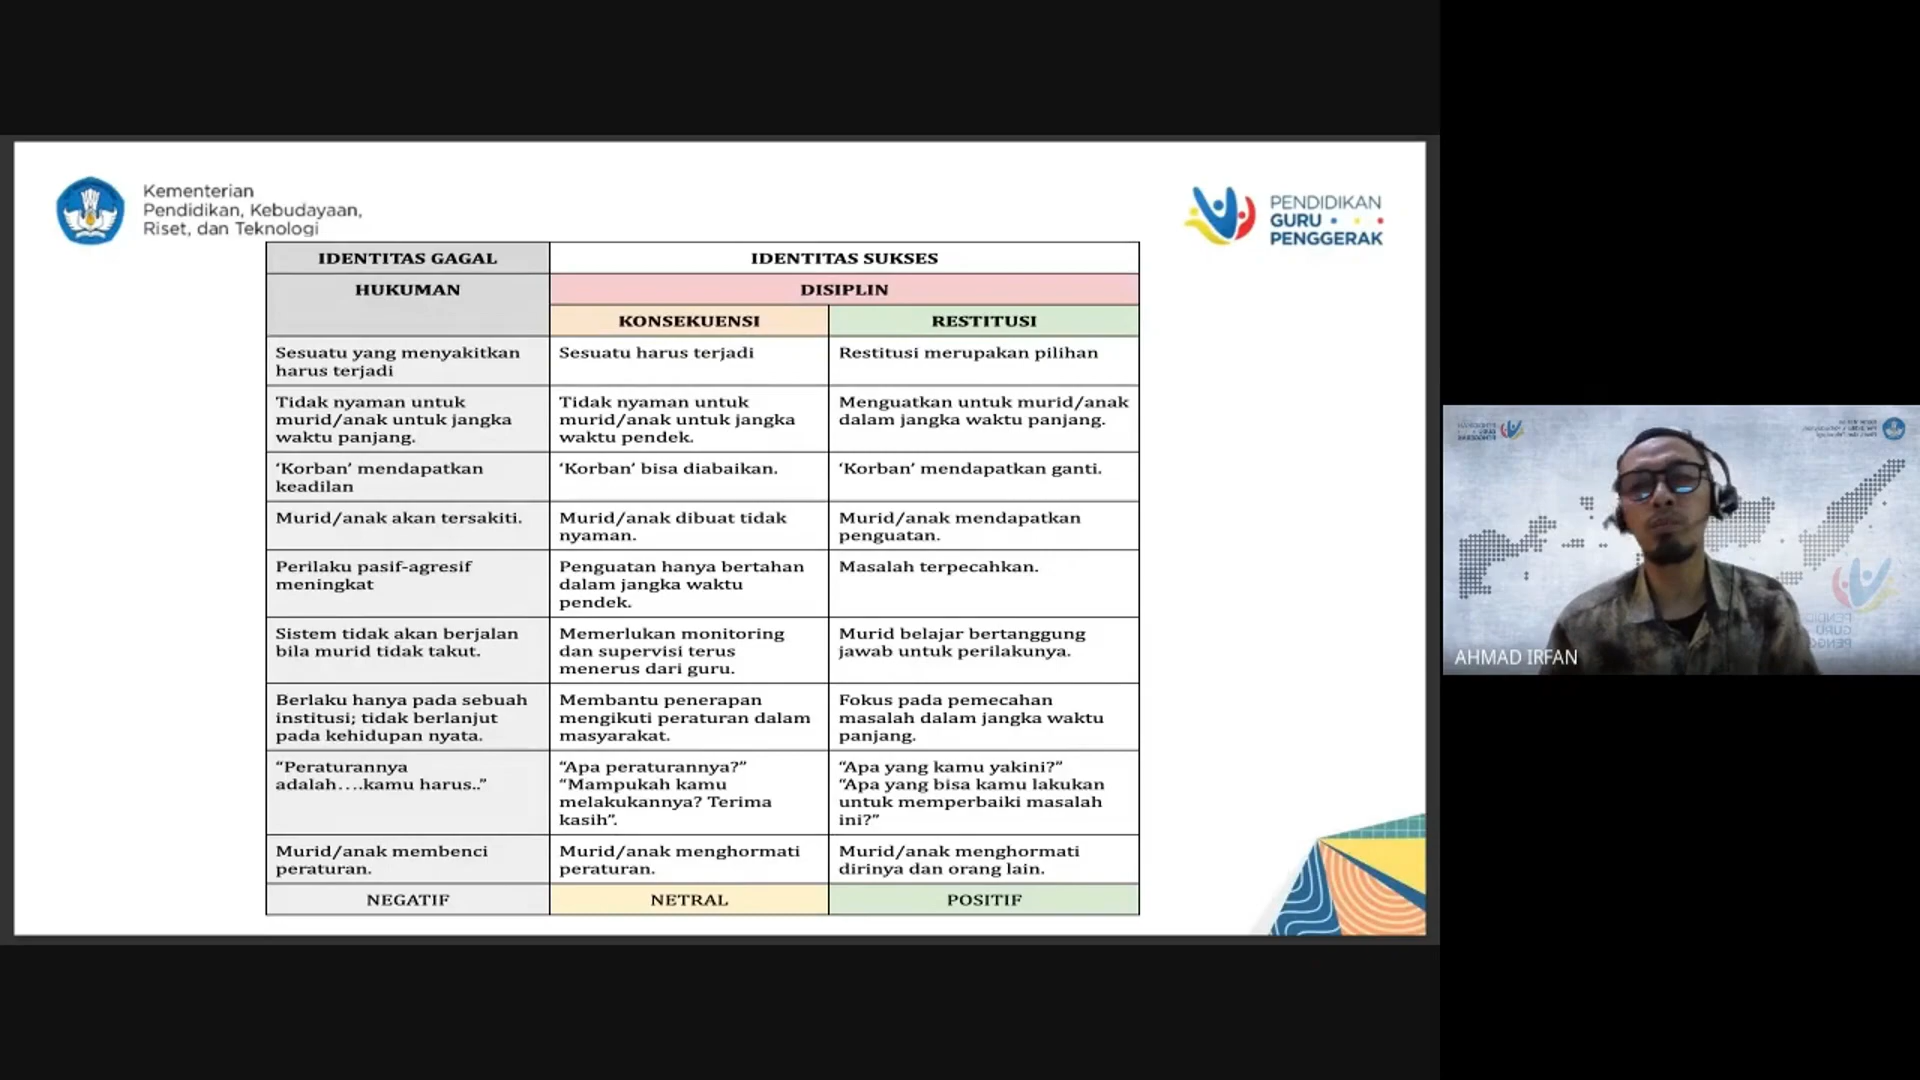 Kementerian
Pendidikan, Kebudayaan,
Riset, dan Teknologi
PENDIDIKAN
GURU
PENGGERAK
IDENTITAS GAGAL
IDENTITAS SUKSES
HUKUMAN
DISIPLIN
KONSEKUENSI
RESTITUSI
Sesuatu yang menyakitkan
harus terjadi
Sesuatu harus terjadi
Restitusi merupakan pilihan
Tidak nyaman untuk
murid/anak untuk jangka
waktu panjang.
Tidak nyaman untuk
murid/anak untuk jangka
waktu pendek.
Menguatkan untuk murid/anak
dalam jangka waktu panjang.
‘Korban’ mendapatkan
keadilan
‘Korban’ bisa diabaikan.
‘Korban’ mendapatkan ganti.
Murid/anak akan tersakiti.
Murid/anak dibuat tidak
nyaman.
Murid/anak mendapatkan
penguatan.
Perilaku pasif-agresif
meningkat
Penguatan hanya bertahan
dalam jangka waktu
pendek.
Masalah terpecahkan.
Sistem tidak akan berjalan
bila murid tidak takut.
Memerlukan monitoring
dan supervisi terus
menerus dari guru.
Murid belajar bertanggung
jawab untuk perilakunya.
Berlaku hanya pada sebuah
institusi; tidak berlanjut
pada kehidupan nyata.
Membantu penerapan
mengikuti peraturan dalam
masyarakat.
Fokus pada pemecahan
masalah dalam jangka waktu
panjang.
“Peraturannya
adalah....kamu harus..”
“Apa peraturannya?”
“Mampukah kamu
melakukannya? Terima
kasih”.
“Apa yang kamu yakini?”
“Apa yang bisa kamu lakukan
untuk memperbaiki masalah
ini?”
Murid/anak membenci
peraturan.
Murid/anak menghormati
peraturan.
Murid/anak menghormati
dirinya dan orang lain.
NEGATIF
NETRAL
POSITIF
AHMAD IRFAN